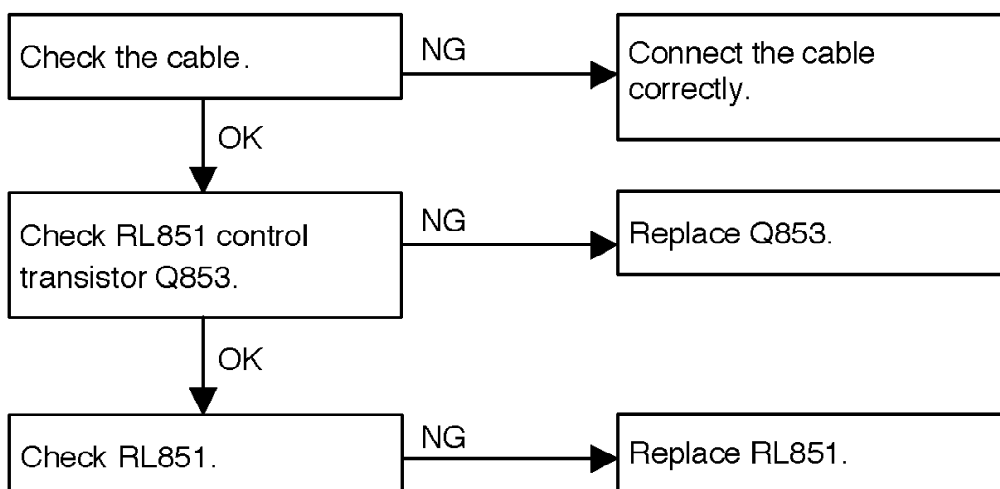 Check the cable.
NG
Connect the cable
correctly.
OK
Check RL851 control
transistor Q853.
NG
Replace Q853.
OK
Check RL851.
NG
Replace RL851.